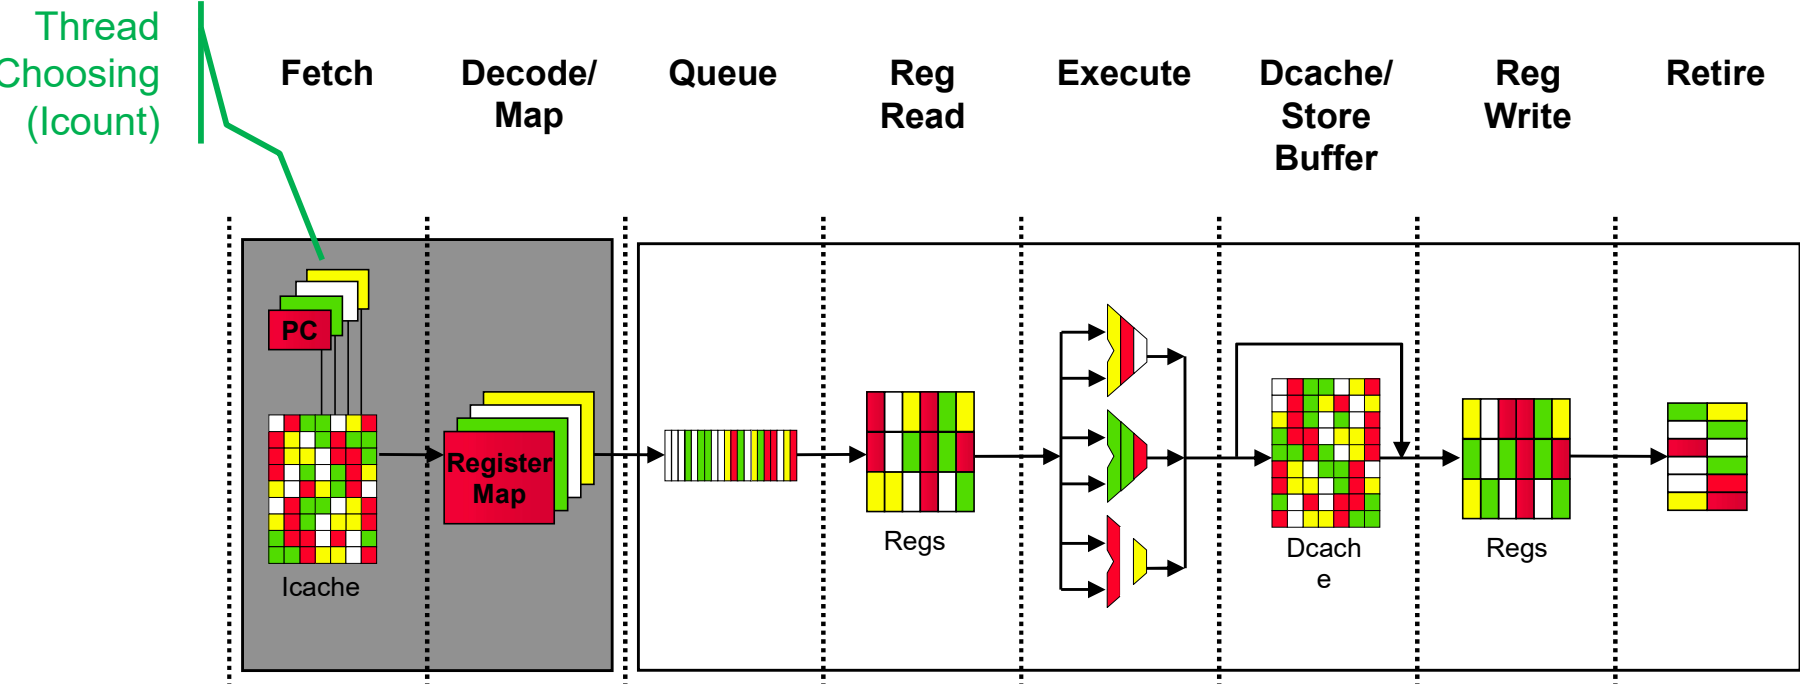 Thread
Choosing
(Icount)
Fetch
Decode/
Map
Queue
Reg
Read
Execute
Dcache/
Store
Buffer
Reg
Write
Retire
PC
Icache
Register
Map
Regs
Dcach
e
Regs